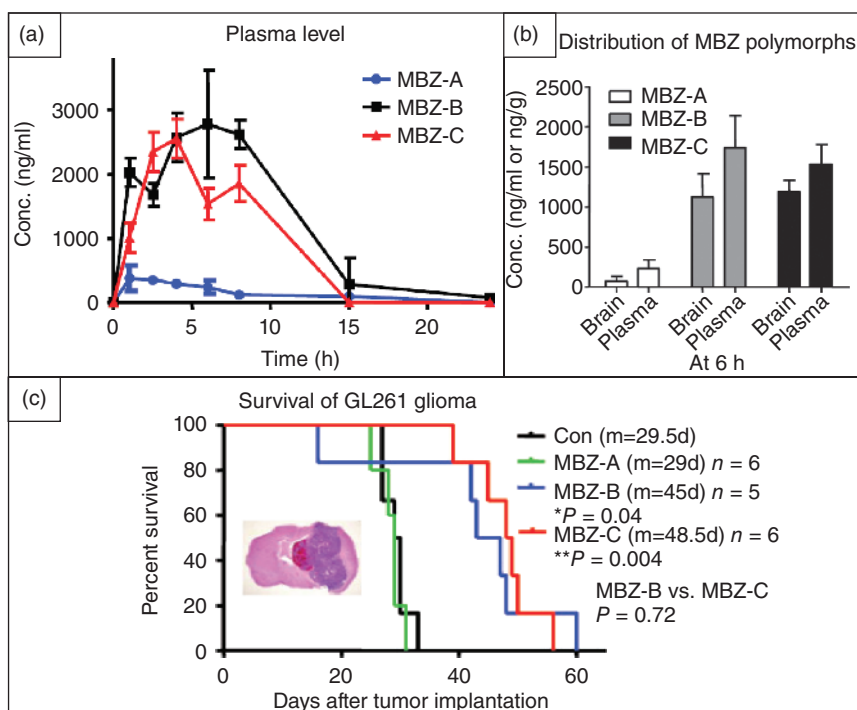 (a)
Plasma level
MBZ-A
MBZ-B
MBZ-C
Conc. (ng/ml)
3000
2000
1000
0
0
5
10
15
20
Time (h)
(b)
Distribution of MBZ polymorphs
MBZ-A
MBZ-B
MBZ-C
Conc. (ng/ml or ng/g)
2500
2000
1500
1000
500
0
Brain
Plasma
Brain
Plasma
Brain
Plasma
At 6 h
(c)
Survival of GL261 glioma
Percent survival
100
80
60
40
20
0
0
20
40
60
Days after tumor implantation
Con (m=29.5d)
MBZ-A (m=29d) n = 6
MBZ-B (m=45d) n = 5
*P = 0.04
MBZ-C (m=48.5d) n = 6
**P = 0.004
MBZ-B vs. MBZ-C
P = 0.72